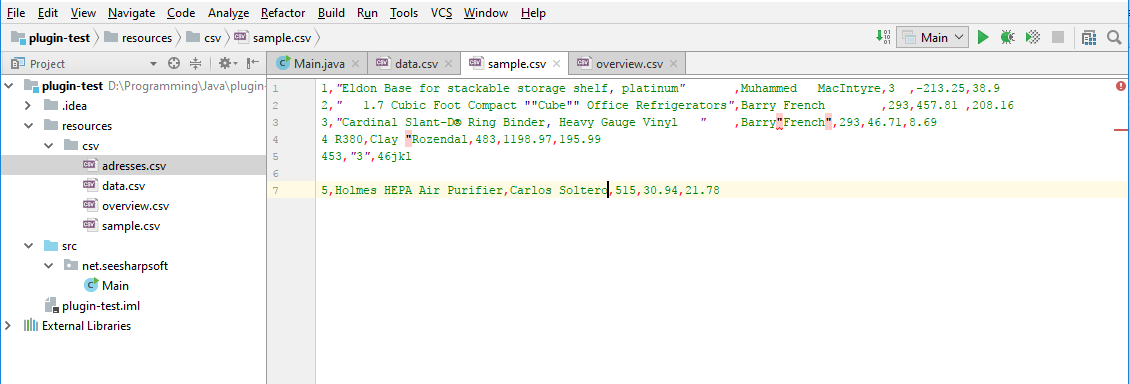 File Edit View Navigate Code Analyze Refactor Build Run Tools VCS Window Help
plugin-test resources csv sample.csv Main
Project Main.java data.csv sample.csv overview.csv
plugin-test D:\Programming\Java\plugin-
.idea
resources
csv
adresses.csv
data.csv
overview.csv
sample.csv
src
net.seesharpsoft
Main
plugin-test.iml
External Libraries
1 1,"Eldon Base for stackable storage shelf, platinum" ,Muhammed MacIntyre,3 ,-213.25,38.9
2 2," 1.7 Cubic Foot Compact ""Cube"" Office Refrigerators",Barry French ,293,457.81 ,208.16
3 3,"Cardinal Slant-D® Ring Binder, Heavy Gauge Vinyl " ,Barry"French",293,46.71,8.69
4 4 R380,Clay "Rozendal,483,1198.97,195.99
5 453,"3",46jkl
6
7 5,Holmes HEPA Air Purifier,Carlos Soltero,515,30.94,21.78